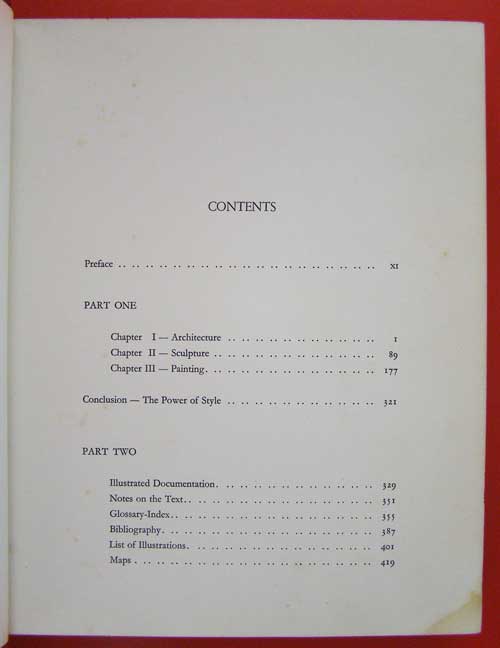 CONTENTS
Preface .. .. .. .. .. .. .. .. .. .. .. .. .. .. .. .. .. .. .. XI
PART ONE
Chapter I — Architecture .. .. .. .. .. .. .. .. .. .. .. 1
Chapter II — Sculpture .. .. .. .. .. .. .. .. .. .. .. .. 89
Chapter III — Painting. .. .. .. .. .. .. .. .. .. .. .. .. 177
Conclusion — The Power of Style .. .. .. .. .. .. .. .. .. .. .. 321
PART TWO
Illustrated Documentation. .. .. .. .. .. .. .. .. .. .. .. 329
Notes on the Text. .. .. .. .. .. .. .. .. .. .. .. .. .. .. 351
Glossary-Index. .. .. .. .. .. .. .. .. .. .. .. .. .. .. .. 355
Bibliography. .. .. .. .. .. .. .. .. .. .. .. .. .. .. .. 387
List of Illustrations. .. .. .. .. .. .. .. .. .. .. .. .. .. 401
Maps . .. .. .. .. .. .. .. .. .. .. .. .. .. .. .. .. .. 419